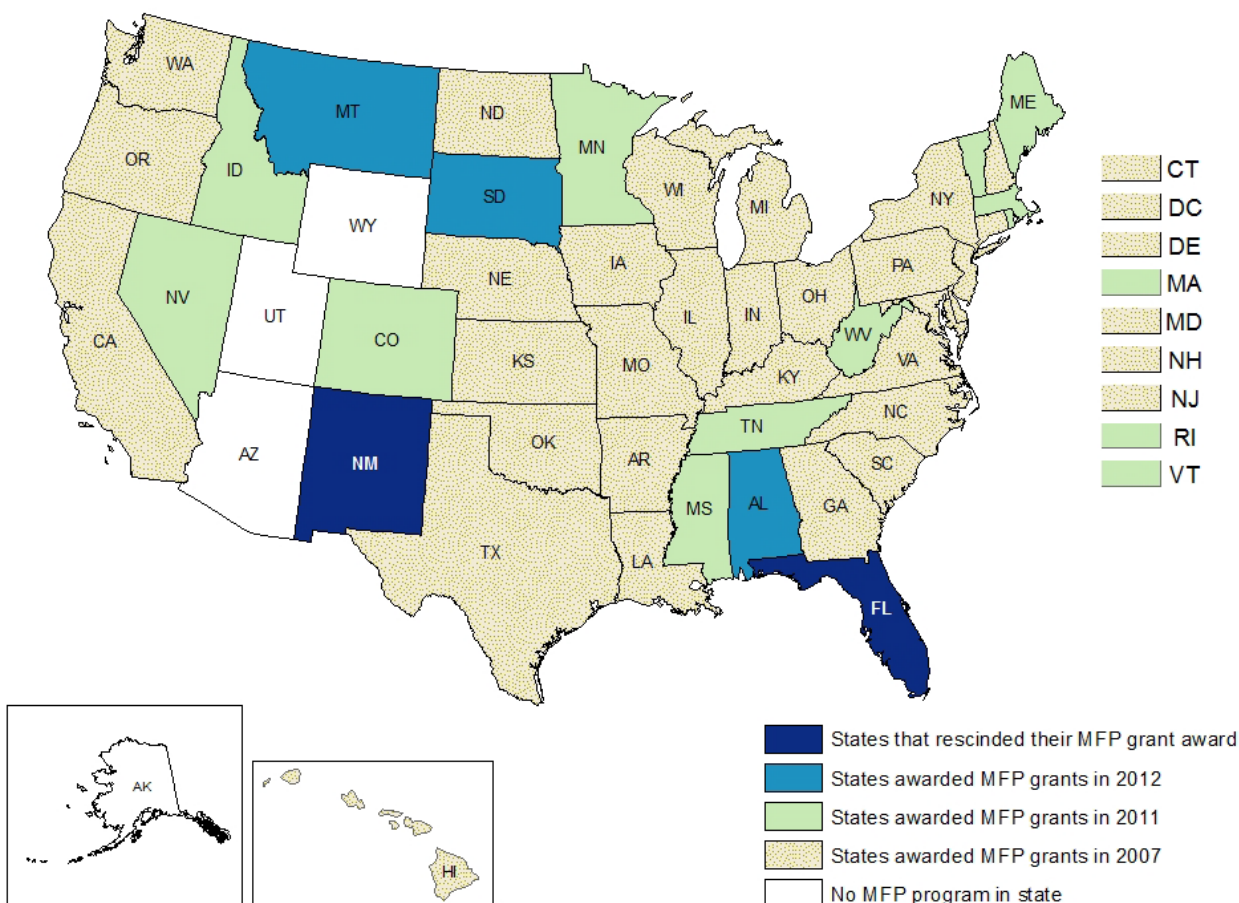 WA
MT
ND
MN
ME
OR
ID
SD
WI
MI
NY
WY
NE
IA
PA
NV
UT
CO
IL
IN
OH
WV
VA
CA
KS
MO
KY
NC
AZ
NM
OK
AR
TN
SC
MS
AL
GA
TX
LA
FL
AK
HI
CT
DC
DE
MA
MD
NH
NJ
RI
VT
States that rescinded their MFP grant award
States awarded MFP grants in 2012
States awarded MFP grants in 2011
States awarded MFP grants in 2007
No MFP program in state